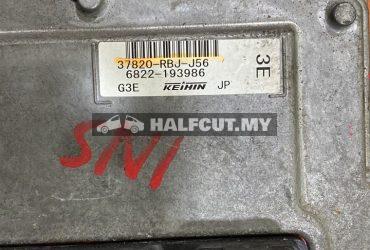 37820-RBJ-J56
6822-193986
G3E KEIHIN JP
3E
HALFCUT.MY
SN1